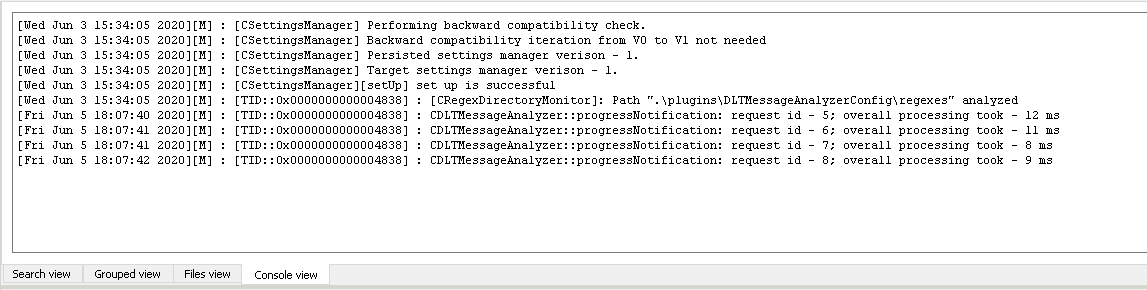 [Wed Jun 3 15:34:05 2020][M] : [CSettingsManager] Performing backward compatibility check.
[Wed Jun 3 15:34:05 2020][M] : [CSettingsManager] Backward compatibility iteration from V0 to V1 not needed
[Wed Jun 3 15:34:05 2020][M] : [CSettingsManager] Persisted settings manager verison - 1.
[Wed Jun 3 15:34:05 2020][M] : [CSettingsManager] Target settings manager verison - 1.
[Wed Jun 3 15:34:05 2020][M] : [CSettingsManager][setUp] set up is successful
[Wed Jun 3 15:34:05 2020][M] : [TID::0x0000000000004838] : [CRegexDirectoryMonitor]: Path ".\plugins\DLTMessageAnalyzerConfig\regexes" analyzed
[Fri Jun 5 18:07:40 2020][M] : [TID::0x0000000000004838] : CDLTMessageAnalyzer::progressNotification: request id - 5; overall processing took - 12 ms
[Fri Jun 5 18:07:41 2020][M] : [TID::0x0000000000004838] : CDLTMessageAnalyzer::progressNotification: request id - 6; overall processing took - 11 ms
[Fri Jun 5 18:07:41 2020][M] : [TID::0x0000000000004838] : CDLTMessageAnalyzer::progressNotification: request id - 7; overall processing took - 8 ms
[Fri Jun 5 18:07:42 2020][M] : [TID::0x0000000000004838] : CDLTMessageAnalyzer::progressNotification: request id - 8; overall processing took - 9 ms
Search view Grouped view Files view Console view